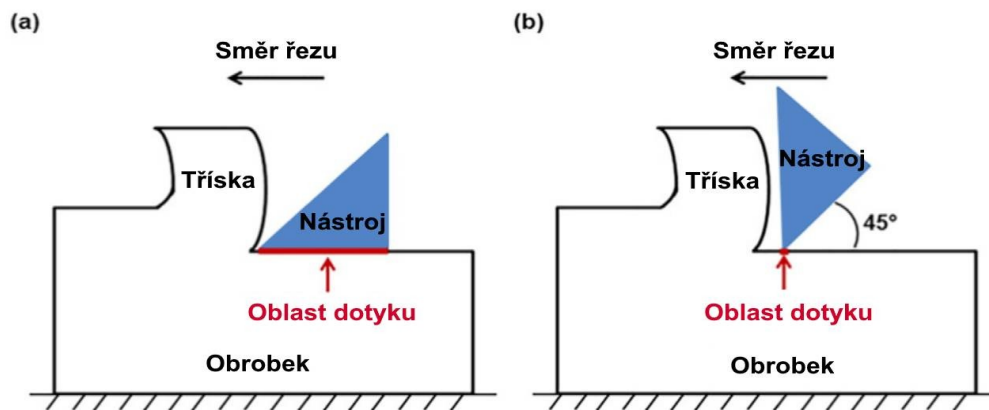 (a)
Směr řezu
Tříska
Nástroj
Oblast dotyku
Obrobek
(b)
Směr řezu
Tříska
Nástroj
45°
Oblast dotyku
Obrobek